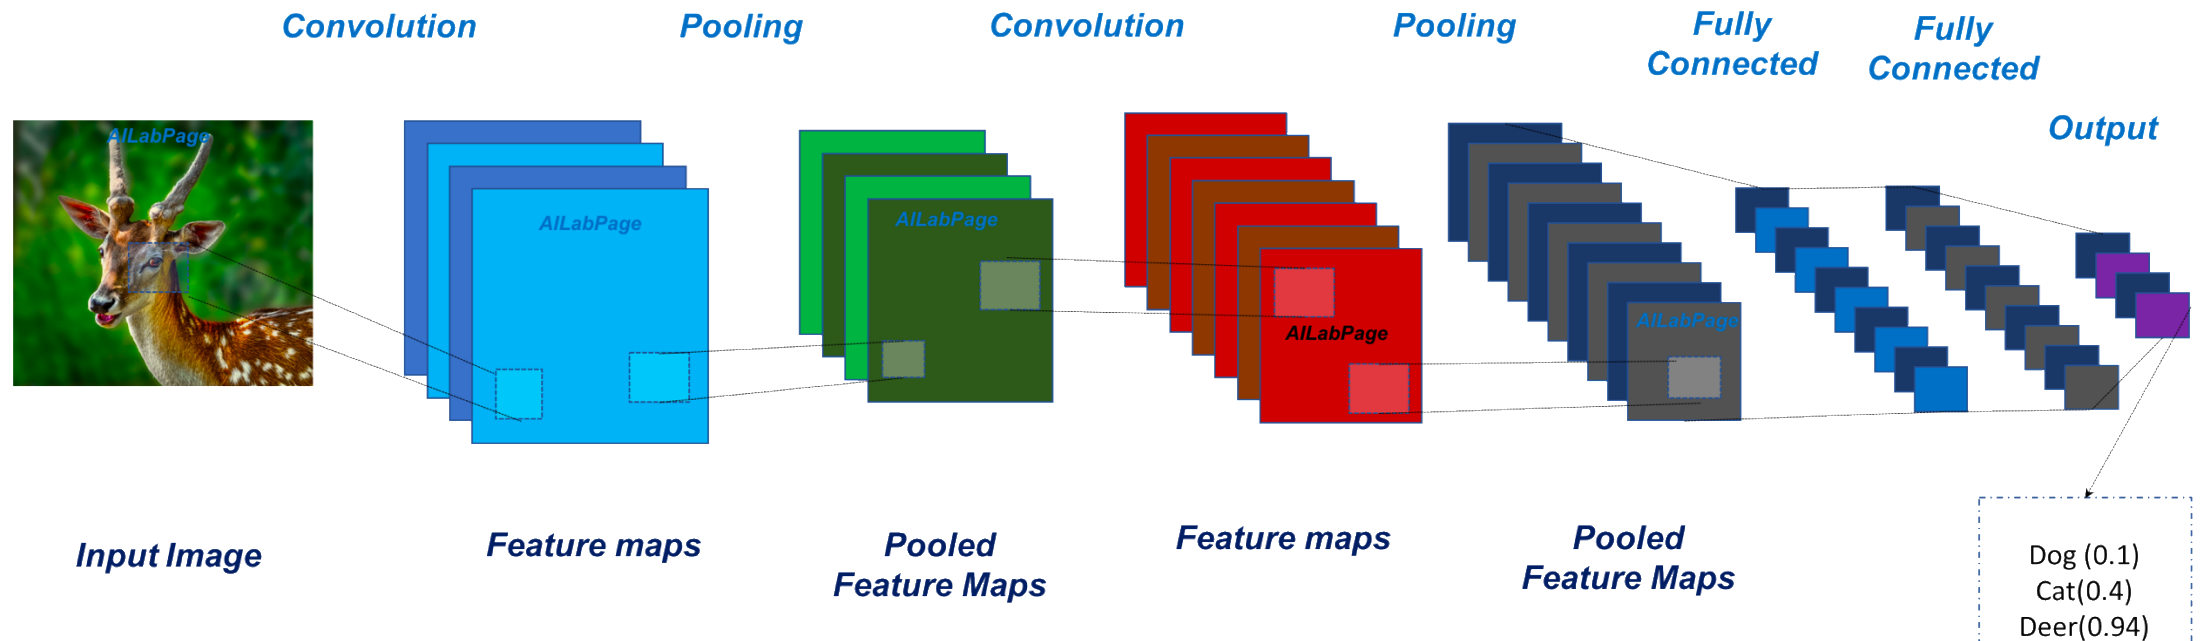 Convolution
Pooling
Convolution
Pooling
Fully
Connected
Fully
Connected
Output
AILabPage
AILabPage
AILabPage
AILabPage
AILabPage
Input Image
Feature maps
Pooled
Feature Maps
Feature maps
Pooled
Feature Maps
Dog (0.1)
Cat(0.4)
Deer(0.94)